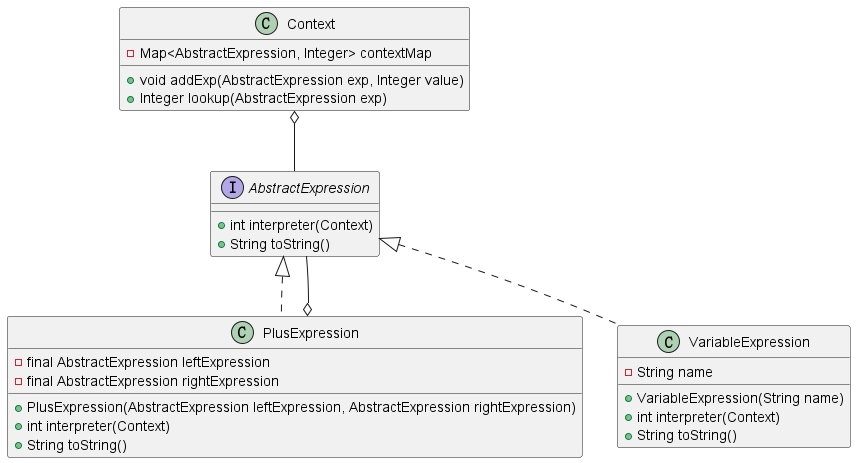 C Context
Map<AbstractExpression, Integer> contextMap
void addExp(AbstractExpression exp, Integer value)
Integer lookup(AbstractExpression exp)
I AbstractExpression
int interpreter(Context)
String toString()
C PlusExpression
final AbstractExpression leftExpression
final AbstractExpression rightExpression
PlusExpression(AbstractExpression leftExpression, AbstractExpression rightExpression)
int interpreter(Context)
String toString()
C VariableExpression
String name
VariableExpression(String name)
int interpreter(Context)
String toString()